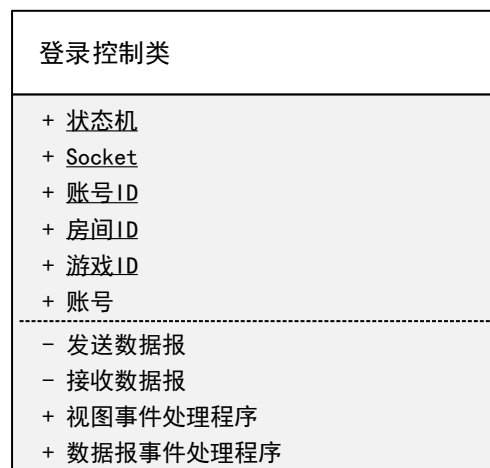 登录控制类
+ 状态机
+ Socket
+ 账号ID
+ 房间ID
+ 游戏ID
+ 账号
- 发送数据报
- 接收数据报
+ 视图事件处理程序
+ 数据报事件处理程序